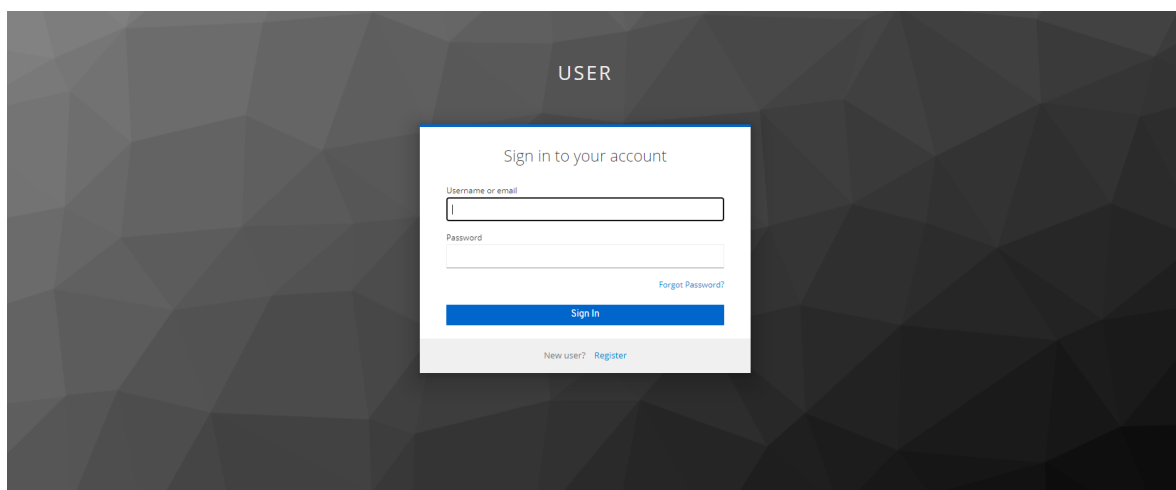 USER
Sign in to your account
Username or email
Password
Forgot Password?
Sign In
New user? Register